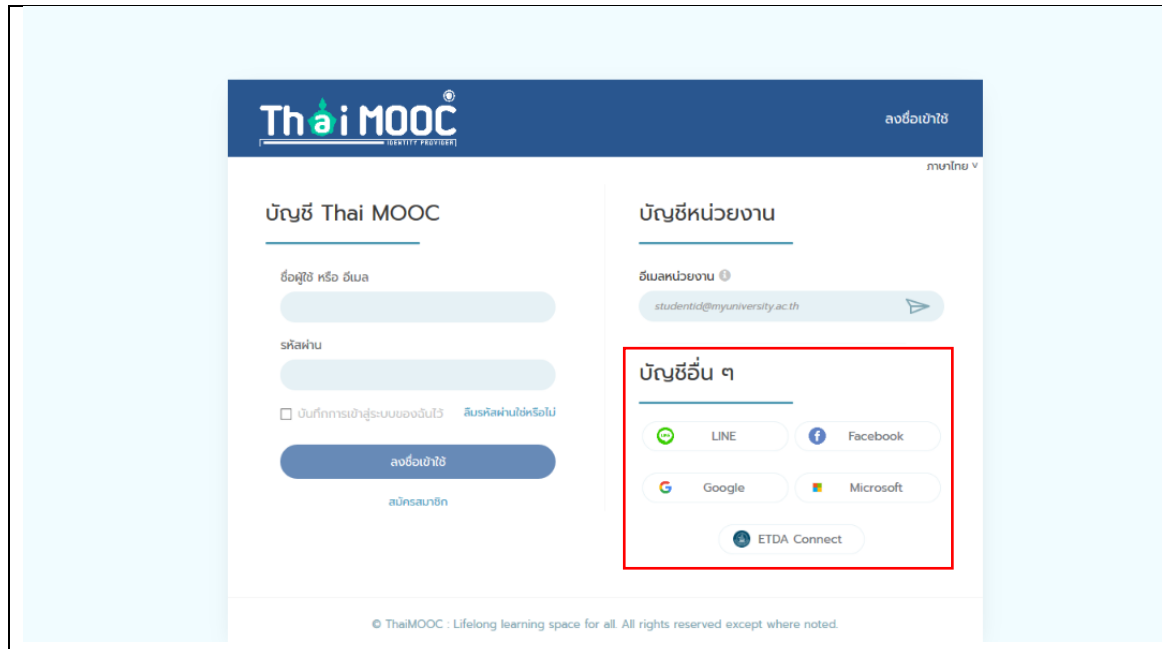 Thai MOOC
IDENTITY PROVIDER
ลงชื่อเข้าใช้
ภาษาไทย
บัญชี Thai MOOC
ชื่อผู้ใช้ หรือ อีเมล
รหัสผ่าน
บันทึกการเข้าสู่ระบบของฉันไว้ ลืมรหัสผ่านใช่หรือไม่
ลงชื่อเข้าใช้
สมัครสมาชิก
บัญชีหน่วยงาน
อีเมลหน่วยงาน
studentid@myuniversity.ac.th
บัญชีอื่น ๆ
LINE Facebook
Google Microsoft
ETDA Connect
© ThaiMOOC : Lifelong learning space for all. All rights reserved except where noted.